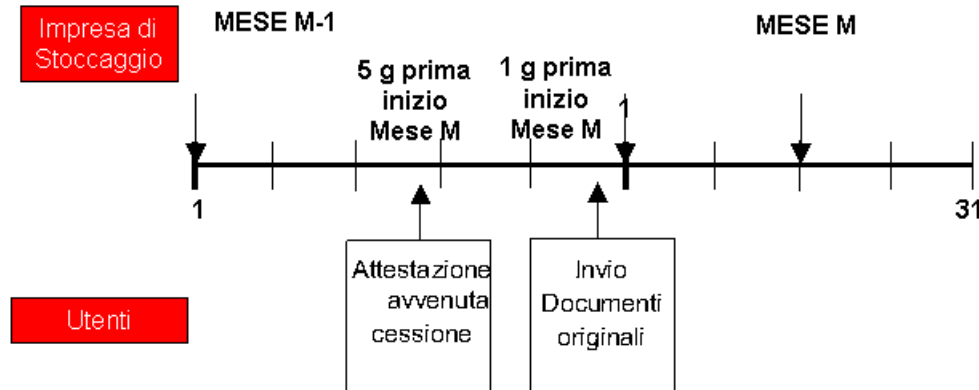 Impresa di
Stoccaggio
MESE M-1
MESE M
5 g prima
inizio
Mese M
1 g prima
inizio
Mese M
1
1
31
Attestazione
avvenuta
cessione
Invio
Documenti
originali
Utenti